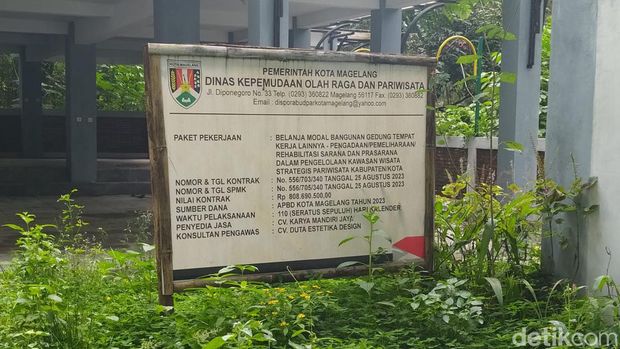 PEMERINTAH KOTA MAGELANG
DINAS KEPEMUDAAN OLAH RAGA DAN PARIWISATA
Jl. Diponegoro No. 33 Telp. (0293) 360822 Magelang 56117 Fax. (0293) 360882
Email : disporabudparkotamagelang@yahoo.com
PAKET PEKERJAAN : BELANJA MODAL BANGUNAN GEDUNG TEMPAT
KERJA LAINNYA - PENGADAAN/PEMELIHARAAN/
REHABILITASI SARANA DAN PRASARANA
DALAM PENGELOLAAN KAWASAN WISATA
STRATEGIS PARIWISATA KABUPATEN/KOTA
NOMOR & TGL KONTRAK : No. 556/703/340 TANGGAL 25 AGUSTUS 2023
NOMOR & TGL SPMK : No. 556/705/340 TANGGAL 25 AGUSTUS 2023
NILAI KONTRAK : Rp 808.690.500,00
SUMBER DANA : APBD KOTA MAGELANG TAHUN 2023
WAKTU PELAKSANAAN : 110 (SERATUS SEPULUH) HARI KALENDER
PENYEDIA JASA : CV. KARYA MANDIRI JAYA
KONSULTAN PENGAWAS : CV. DUTA ESTETIKA DESIGN
detikcom